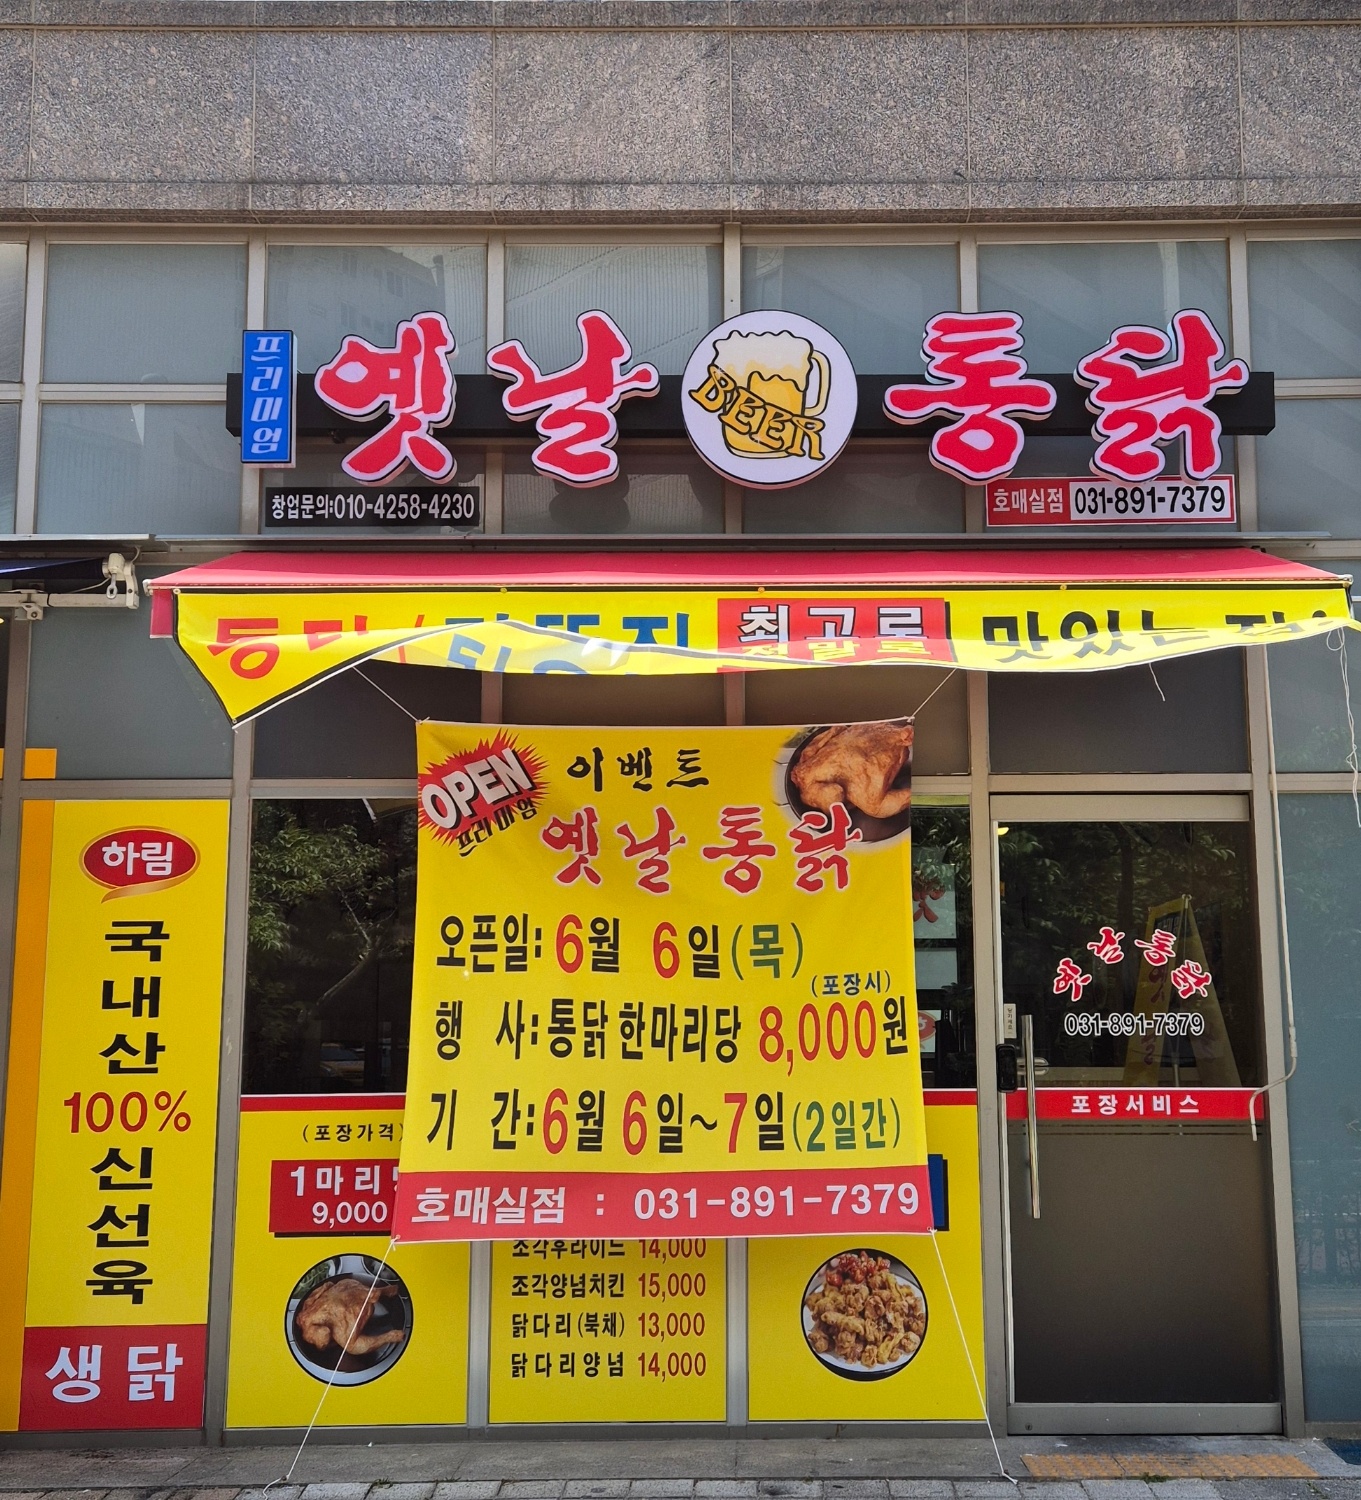 프리미엄
옛날 BEER 통닭
창업문의:010-4258-4230
호매실점 031-891-7379
최고로
정말로
맛있는
OPEN 이벤트
프리미엄
옛날통닭
오픈일: 6월 6일(목)
(포장시)
행 사: 통닭 한마리당 8,000원
기 간: 6월 6일~7일(2일간)
호매실점 : 031-891-7379
하림
국내산
100%
신선육
생닭
(포장가격)
1마리
9,000
조각후라이드 14,000
조각양념치킨 15,000
닭다리(북채) 13,000
닭다리양념 14,000
옛날통닭
031-891-7379
포장서비스